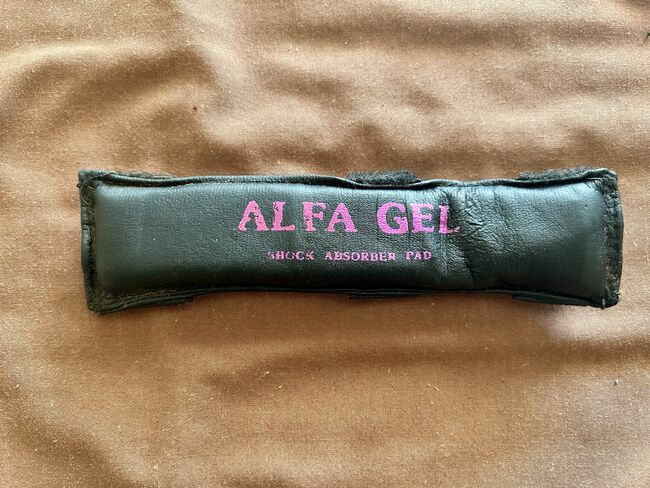 ALFA GEL
SHOCK ABSORBER PAD